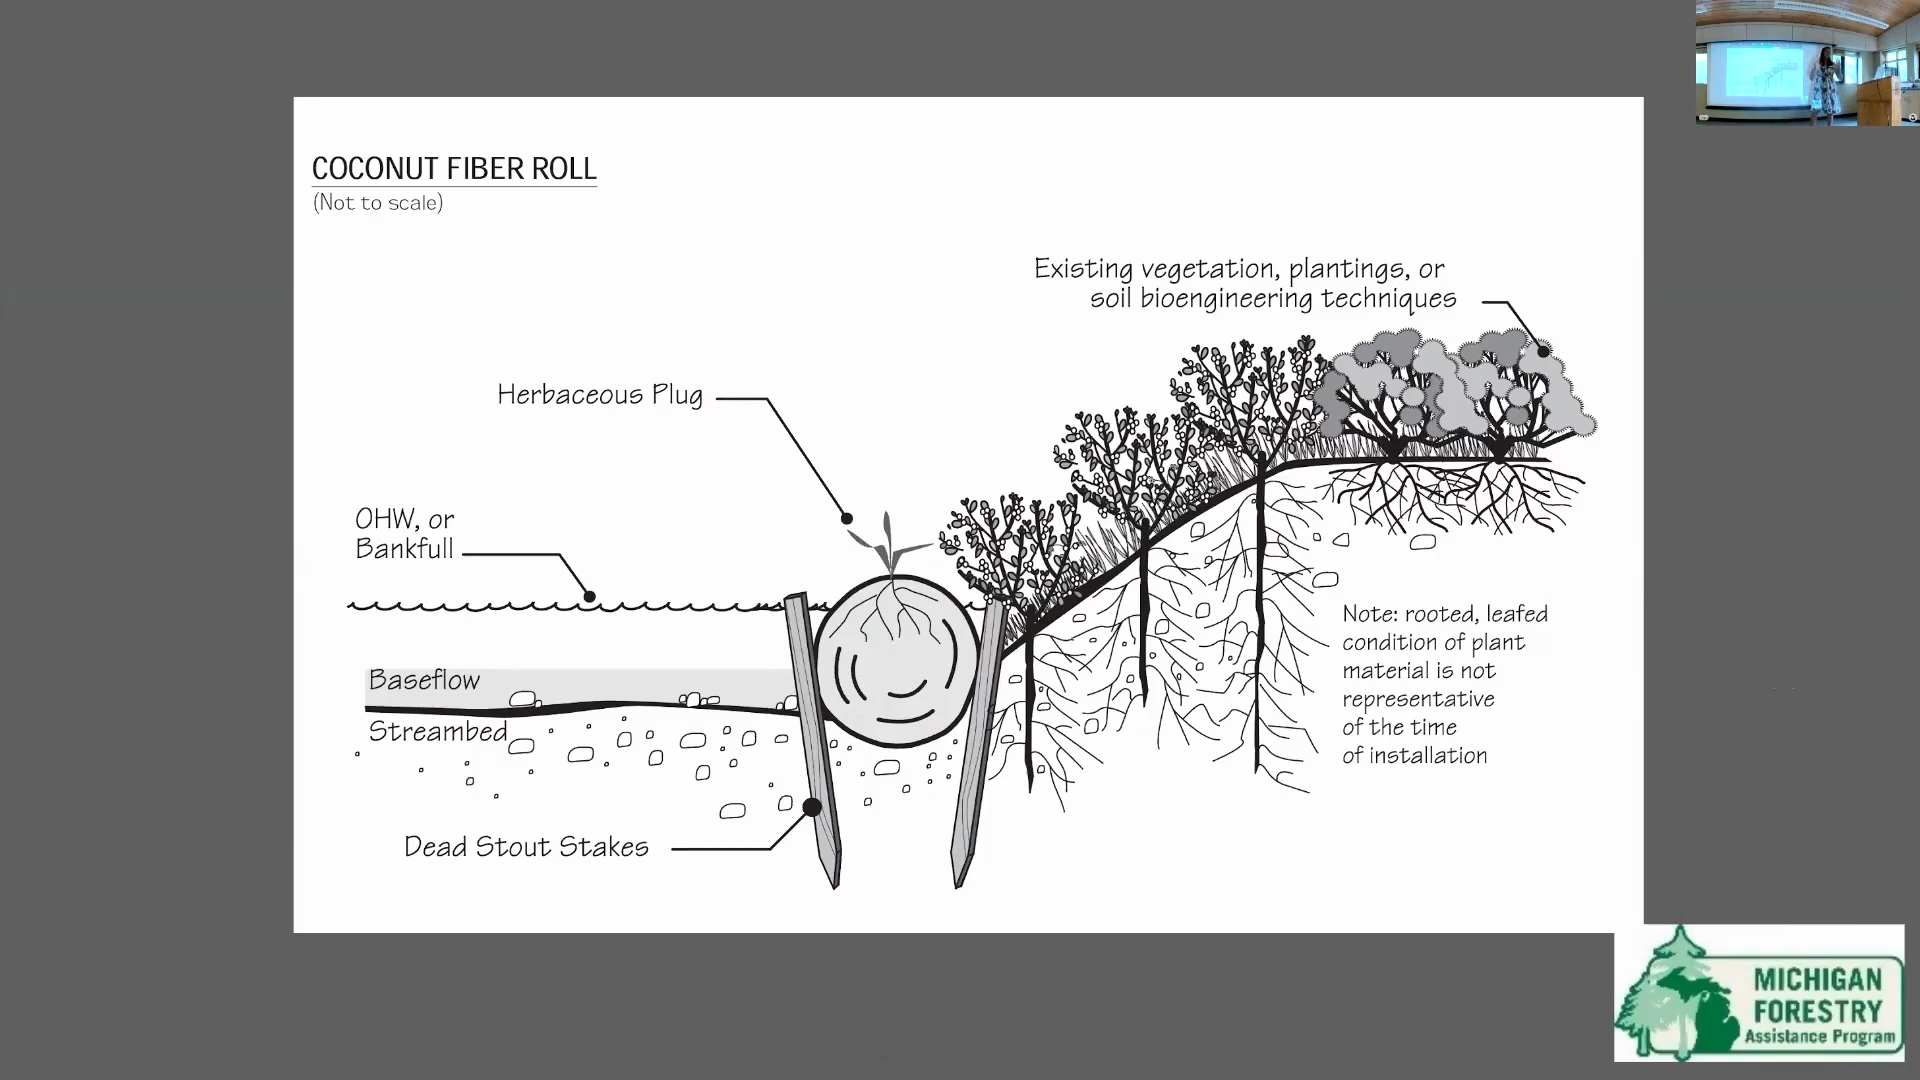 COCONUT FIBER ROLL
(Not to scale)
Existing vegetation, plantings, or
soil bioengineering techniques
Herbaceous Plug
OHW, or
Bankfull
Baseflow
Streambed
Dead Stout Stakes
Note: rooted, leafed
condition of plant
material is not
representative
of the time
of installation
MICHIGAN
FORESTRY
Assistance Program